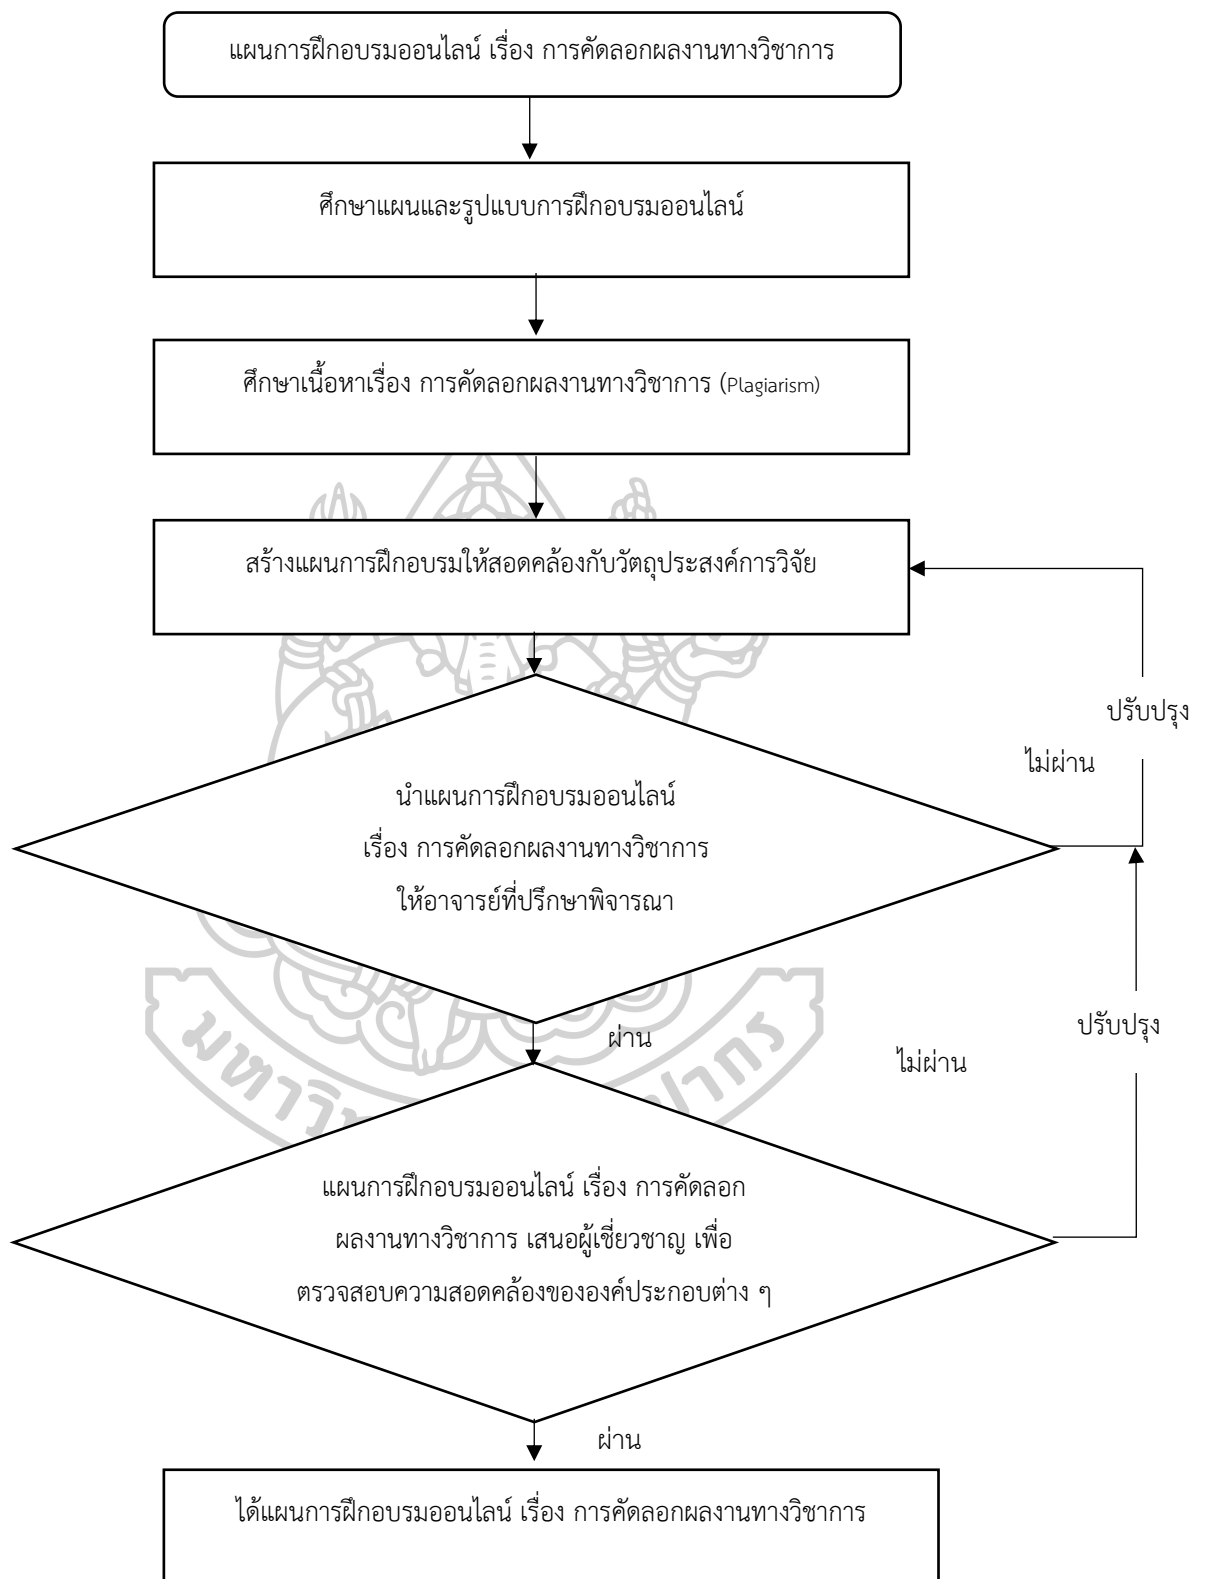 แผนการฝึกอบรมออนไลน์ เรื่อง การคัดลอกผลงานทางวิชาการ
ศึกษาแผนและรูปแบบการฝึกอบรมออนไลน์
ศึกษาเนื้อหาเรื่อง การคัดลอกผลงานทางวิชาการ (Plagiarism)
สร้างแผนการฝึกอบรมให้สอดคล้องกับวัตถุประสงค์การวิจัย
ปรับปรุง
ไม่ผ่าน
นำแผนการฝึกอบรมออนไลน์
เรื่อง การคัดลอกผลงานทางวิชาการ
ให้อาจารย์ที่ปรึกษาพิจารณา
ผ่าน
ปรับปรุง
ไม่ผ่าน
แผนการฝึกอบรมออนไลน์ เรื่อง การคัดลอก
ผลงานทางวิชาการ เสนอผู้เชี่ยวชาญ เพื่อ
ตรวจสอบความสอดคล้องขององค์ประกอบต่าง ๆ
ผ่าน
ได้แผนการฝึกอบรมออนไลน์ เรื่อง การคัดลอกผลงานทางวิชาการ